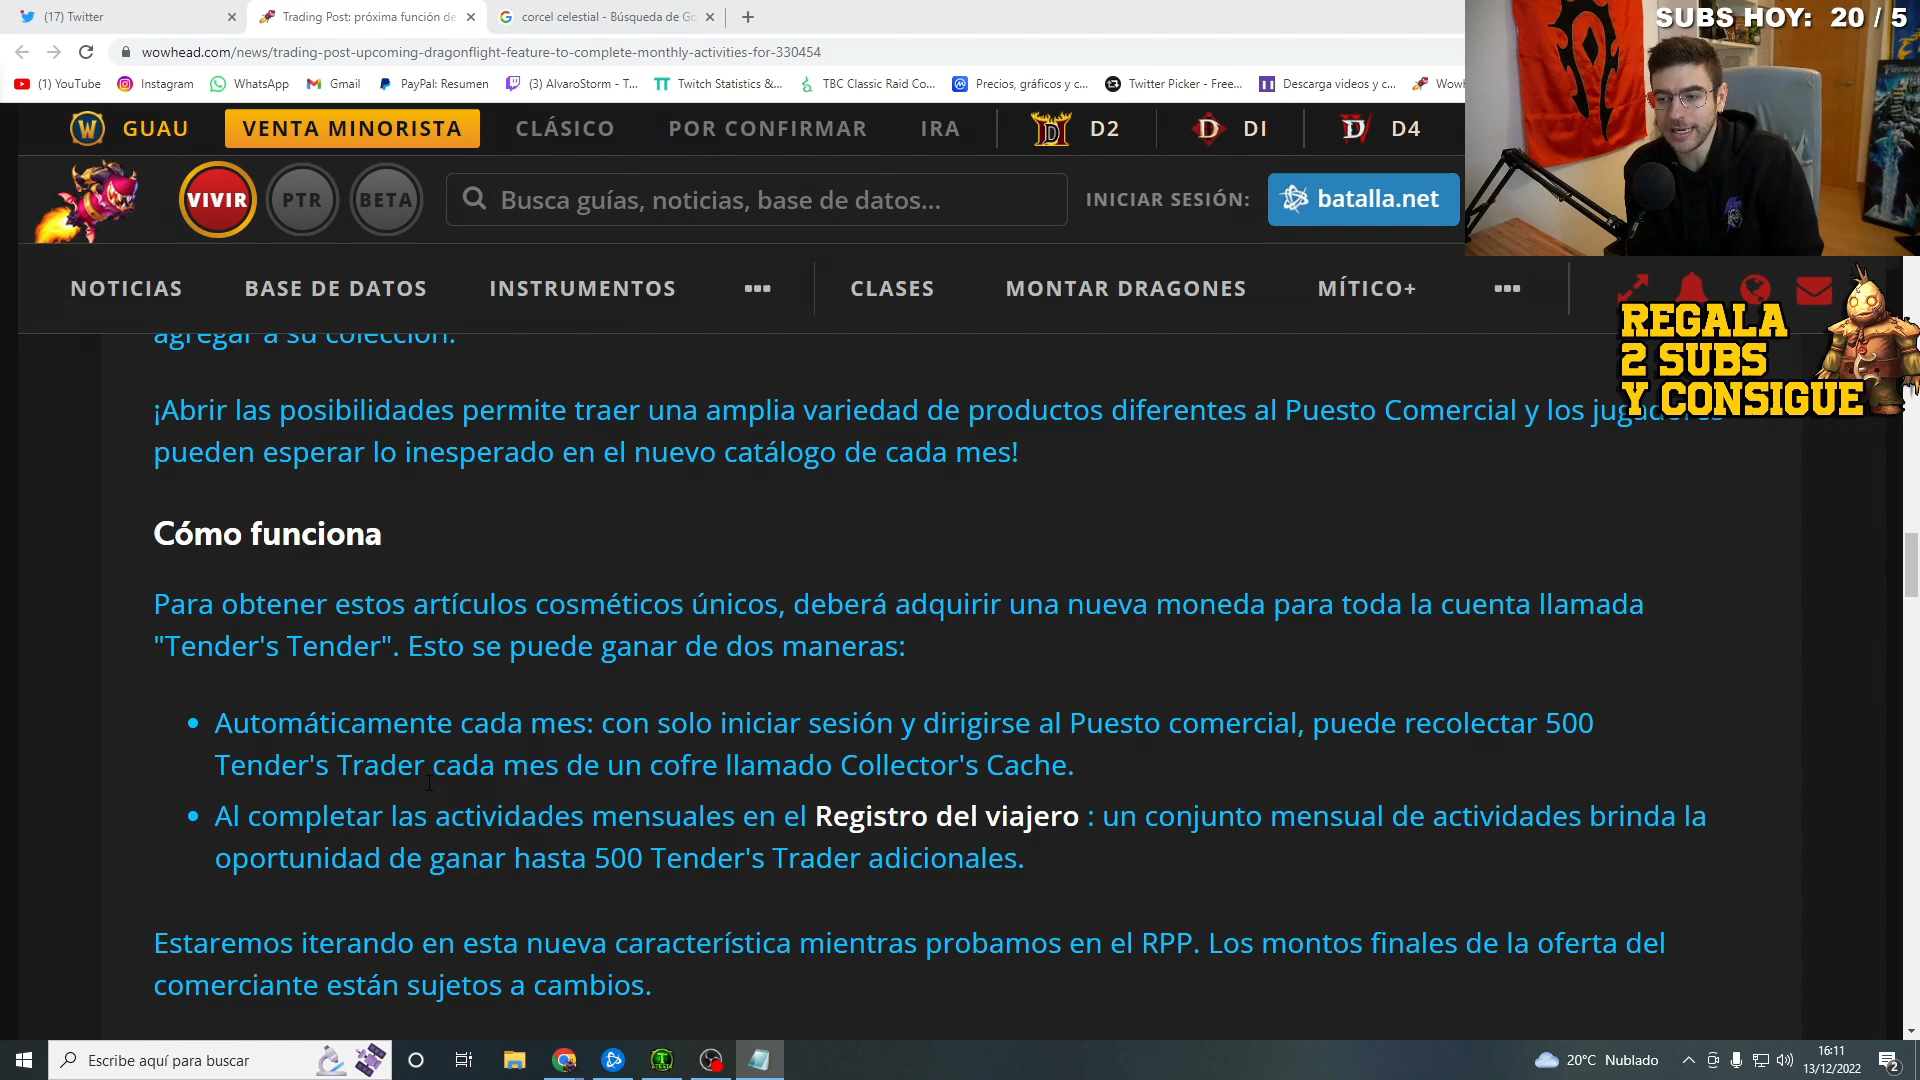 (17) Twitter
Trading Post: próxima función de
corcel celestial - Búsqueda de Go
SUBS HOY: 20 / 5
wowhead.com/news/trading-post-upcoming-dragonflight-feature-to-complete-monthly-activities-for-330454
(1) YouTube
Instagram
WhatsApp
Gmail
PayPal: Resumen
(3) AlvaroStorm - T...
Twitch Statistics &...
TBC Classic Raid Co...
Precios, gráficos y c...
Twitter Picker - Free...
Descarga videos y c...
Wowh
GUAU
VENTA MINORISTA
CLÁSICO
POR CONFIRMAR
IRA
D2
DI
D4
VIVIR
PTR
BETA
Busca guías, noticias, base de datos...
INICIAR SESIÓN:
batalla.net
NOTICIAS
BASE DE DATOS
INSTRUMENTOS
CLASES
MONTAR DRAGONES
MÍTICO+
REGALA
2 SUBS
Y CONSIGUE
agregar a su colección.
¡Abrir las posibilidades permite traer una amplia variedad de productos diferentes al Puesto Comercial y los jugadores
pueden esperar lo inesperado en el nuevo catálogo de cada mes!
Cómo funciona
Para obtener estos artículos cosméticos únicos, deberá adquirir una nueva moneda para toda la cuenta llamada
"Tender's Tender". Esto se puede ganar de dos maneras:
• Automáticamente cada mes: con solo iniciar sesión y dirigirse al Puesto comercial, puede recolectar 500
Tender's Trader cada mes de un cofre llamado Collector's Cache.
• Al completar las actividades mensuales en el Registro del viajero : un conjunto mensual de actividades brinda la
oportunidad de ganar hasta 500 Tender's Trader adicionales.
Estaremos iterando en esta nueva característica mientras probamos en el RPP. Los montos finales de la oferta del
comerciante están sujetos a cambios.
Escribe aquí para buscar
20°C Nublado
16:11
13/12/2022
2